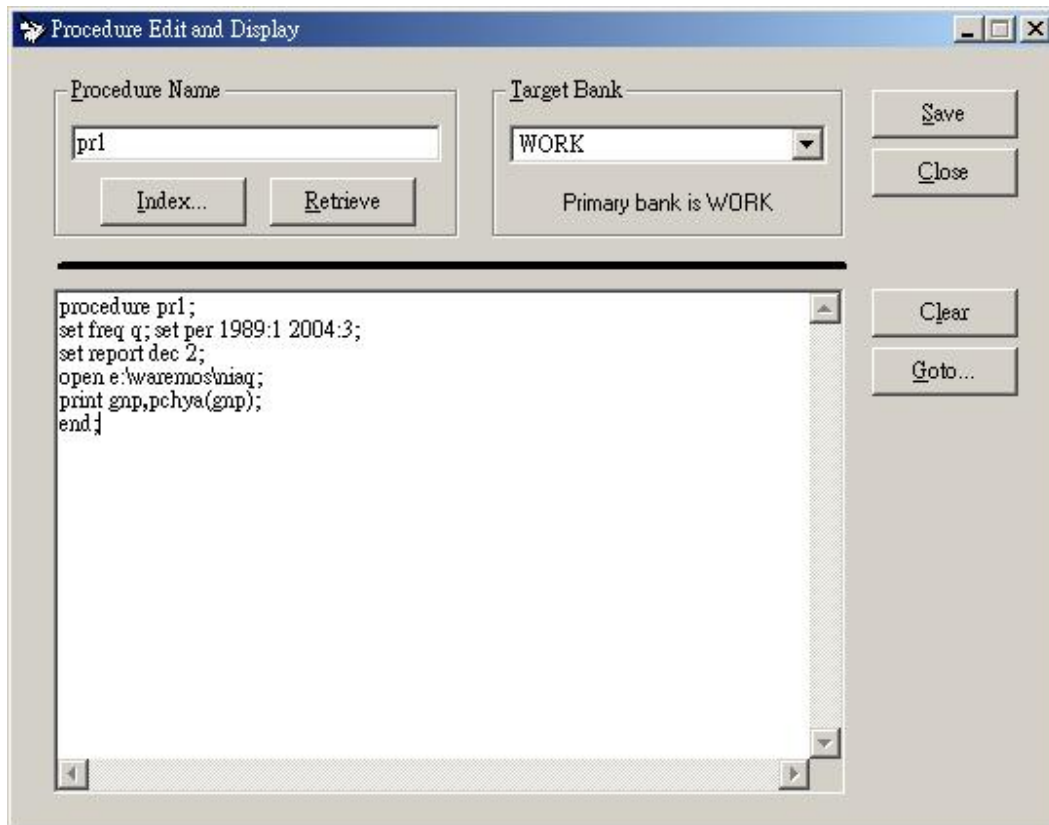 Procedure Edit and Display
Procedure Name
pr1
Index...
Retrieve
Target Bank
WORK
Primary bank is WORK
Save
Close
procedure pr1;
set freq q; set per 1989:1 2004:3;
set report dec 2;
open e:\waremos\niaq;
print gnp,pchya(gnp);
end;
Clear
Goto...